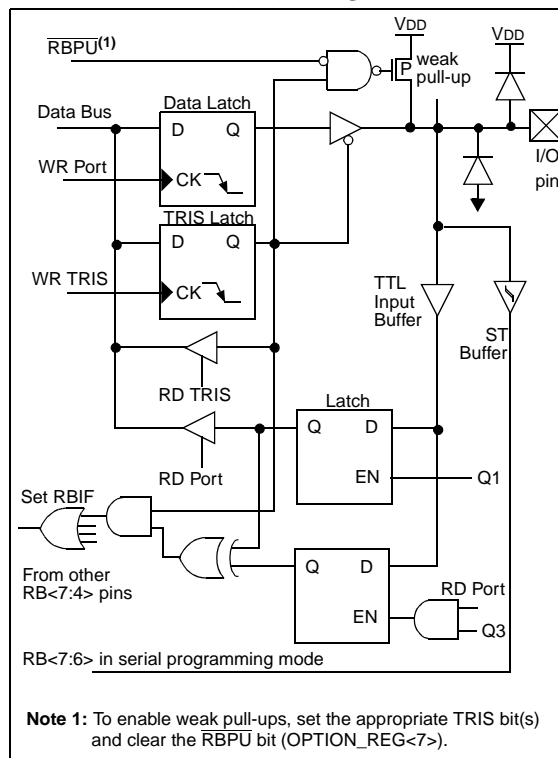 VDD
RBPU(1)
P
weak
pull-up
VDD
Data Bus
Data Latch
D
Q
WR Port
CK
I/O
pin
TRIS Latch
D
Q
WR TRIS
CK
TTL
Input
Buffer
ST
Buffer
RD TRIS
Latch
Q
D
RD Port
EN
Q1
Set RBIF
From other
RB<7:4> pins
Q
D
RD Port
EN
Q3
RB<7:6> in serial programming mode
Note 1: To enable weak pull-ups, set the appropriate TRIS bit(s)
and clear the RBPU bit (OPTION_REG<7>).